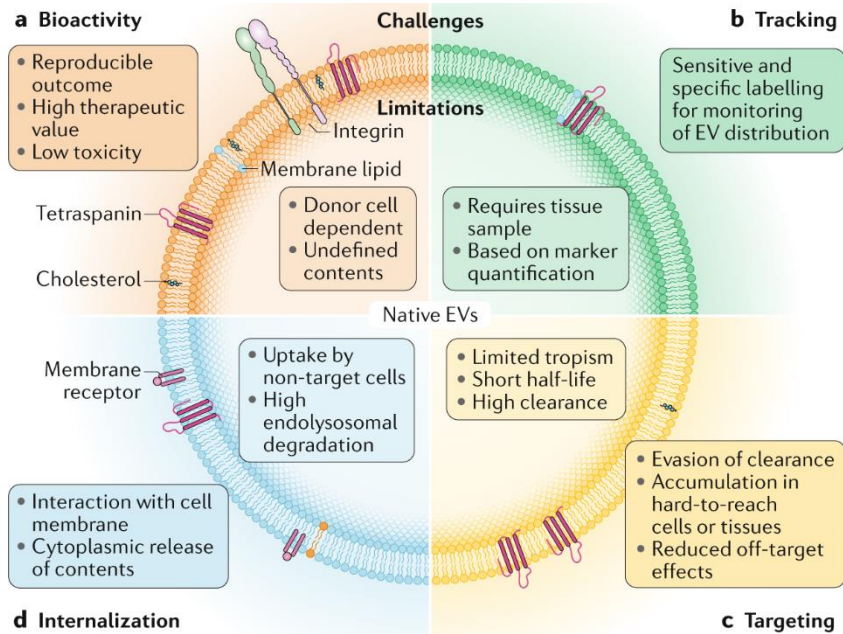 a Bioactivity
Challenges
b Tracking
• Reproducible
outcome
• High therapeutic
value
• Low toxicity
Limitations
Integrin
Membrane lipid
Tetraspanin
Cholesterol
• Donor cell
dependent
• Undefined
contents
Sensitive and
specific labelling
for monitoring
of EV distribution
• Requires tissue
sample
• Based on marker
quantification
Native EVs
Membrane
receptor
• Uptake by
non-target cells
• High
endolysosomal
degradation
• Limited tropism
• Short half-life
• High clearance
• Interaction with cell
membrane
• Cytoplasmic release
of contents
• Evasion of clearance
• Accumulation in
hard-to-reach
cells or tissues
• Reduced off-target
effects
d Internalization
c Targeting